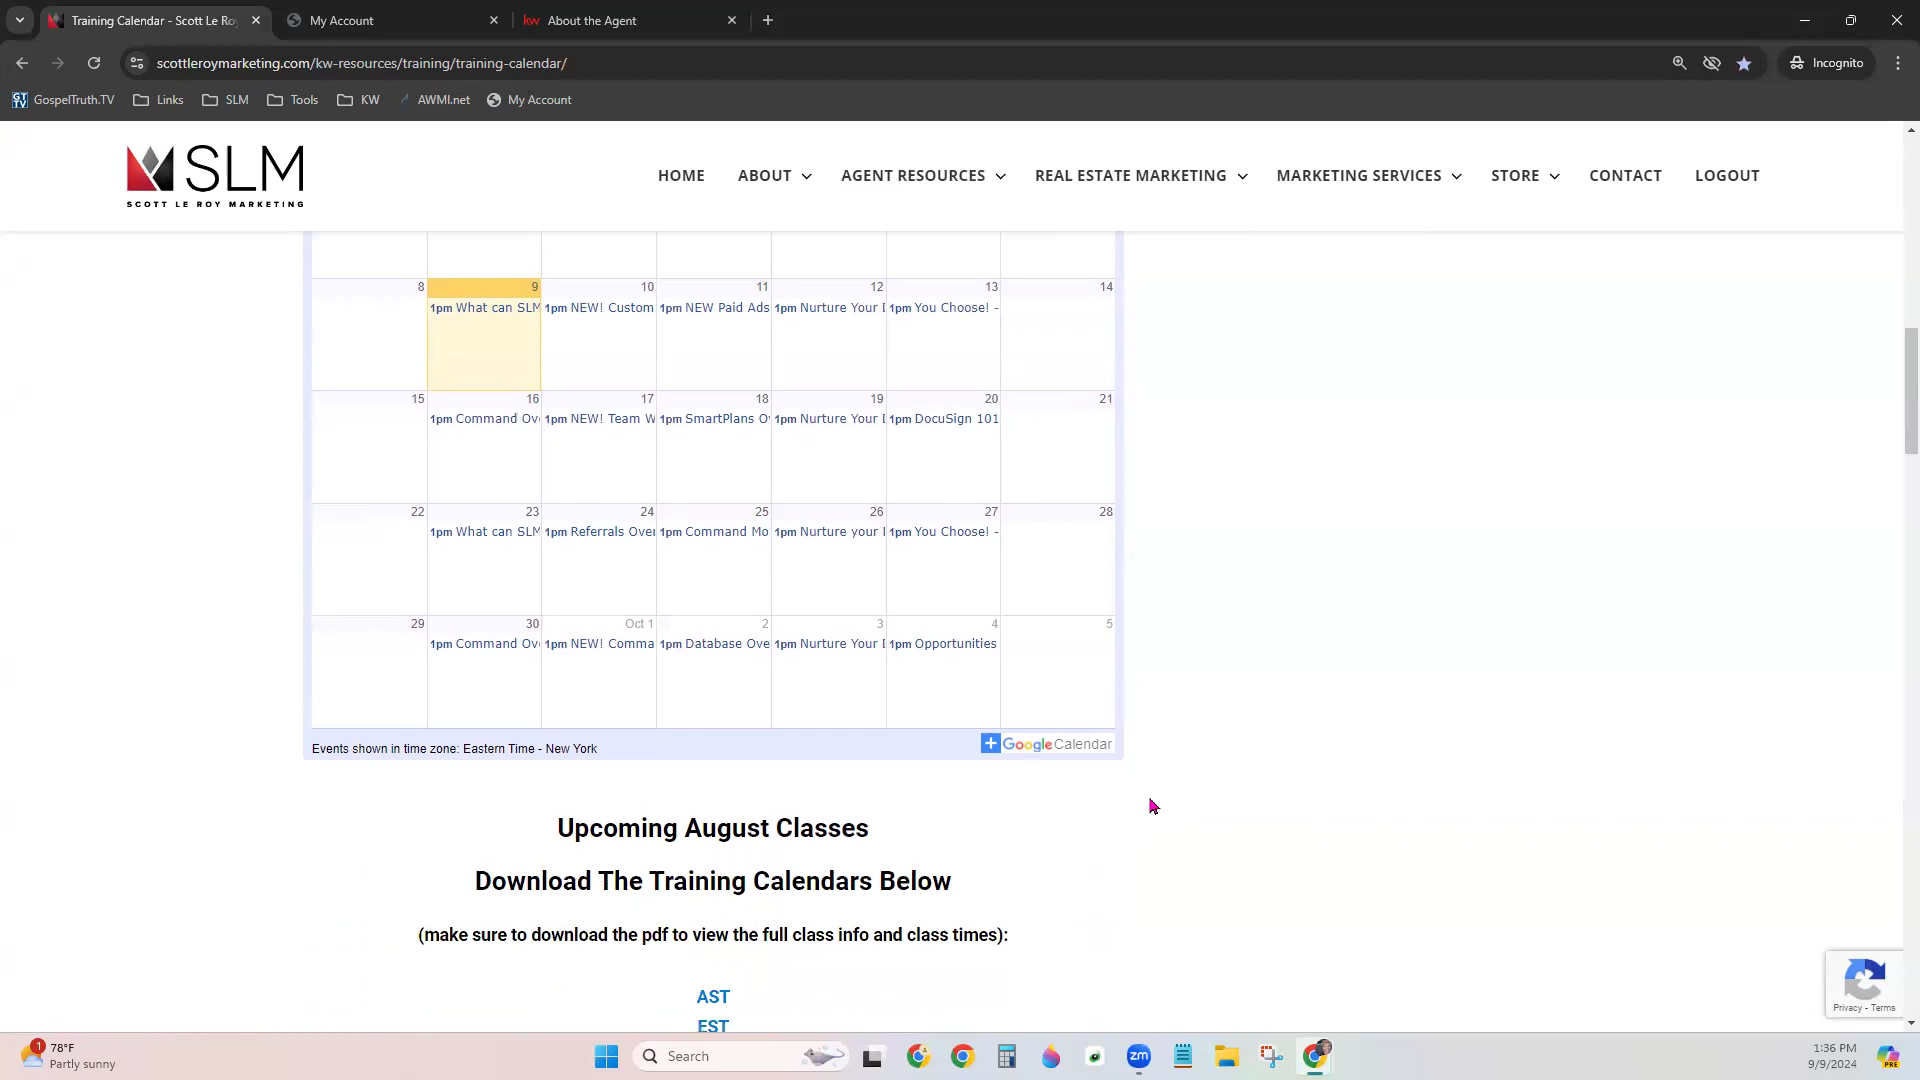 Training Calendar - Scott Le Ro
My Account
kw About the Agent
scottleroymarketing.com/kw-resources/training/training-calendar/
Incognito
GT TV GospelTruth.TV
Links
SLM
Tools
KW
AWMI.net
My Account
SLM
SCOTT LE ROY MARKETING
HOME
ABOUT
AGENT RESOURCES
REAL ESTATE MARKETING
MARKETING SERVICES
STORE
CONTACT
LOGOUT
8 9 10 11 12 13 14
1pm What can SLM 1pm NEW! Custom 1pm NEW Paid Ads 1pm Nurture Your D 1pm You Choose! -
15 16 17 18 19 20 21
1pm Command Ove 1pm NEW! Team W 1pm SmartPlans Ov 1pm Nurture Your D 1pm DocuSign 101
22 23 24 25 26 27 28
1pm What can SLM 1pm Referrals Over 1pm Command Mo 1pm Nurture your 1pm You Choose! -
29 30 Oct 1 2 3 4 5
1pm Command Ove 1pm NEW! Comma 1pm Database Ove 1pm Nurture Your D 1pm Opportunities
Events shown in time zone: Eastern Time - New York
Google Calendar
Upcoming August Classes
Download The Training Calendars Below
(make sure to download the pdf to view the full class info and class times):
AST
EST
Privacy - Terms
1
78°F
Partly sunny
Search
zm
PRE
1:36 PM
9/9/2024